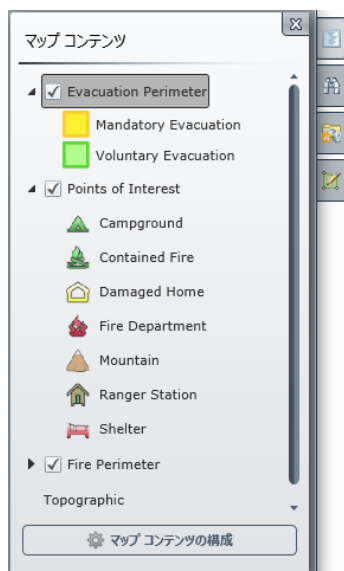 マップ コンテンツ
Evacuation Perimeter
Mandatory Evacuation
Voluntary Evacuation
Points of Interest
Campground
Contained Fire
Damaged Home
Fire Department
Mountain
Ranger Station
Shelter
Fire Perimeter
Topographic
マップ コンテンツの構成